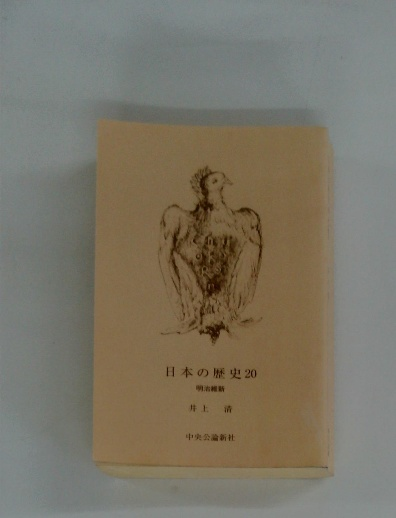 日本の歴史20
明治維新
井上 清
中央公論新社